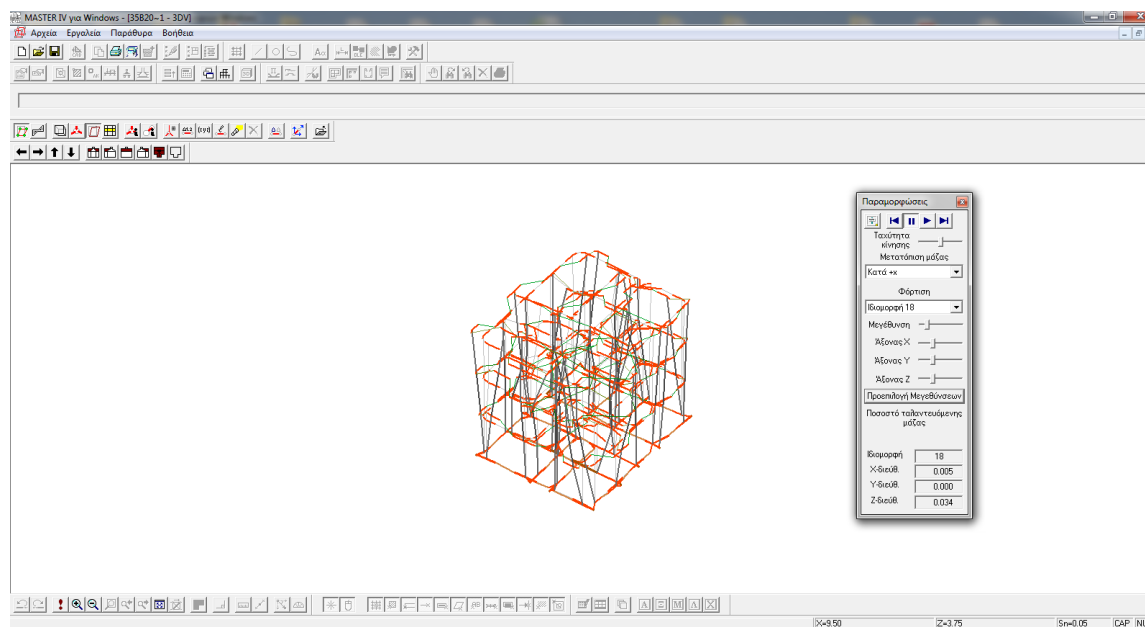 MASTER IV για Windows - [35B20~1 - 3DV]
Αρχεία Εργαλεία Παράθυρα Βοήθεια
Παραμορφώσεις
Ταχύτητα
κίνησης
Μετατόπιση μάζας
Κατά +x
Φόρτιση
Ιδιομορφή 18
Μεγέθυνση
Άξονας X
Άξονας Y
Άξονας Z
Προεπιλογή Μεγεθύνσεων
Ποσοστό ταλαντευόμενης
μάζας
Ιδιομορφή 18
X-διεύθ. 0.005
Y-διεύθ. 0.000
Z-διεύθ. 0.034
X=9.50 Z=3.75 Sn=0.05 CAP